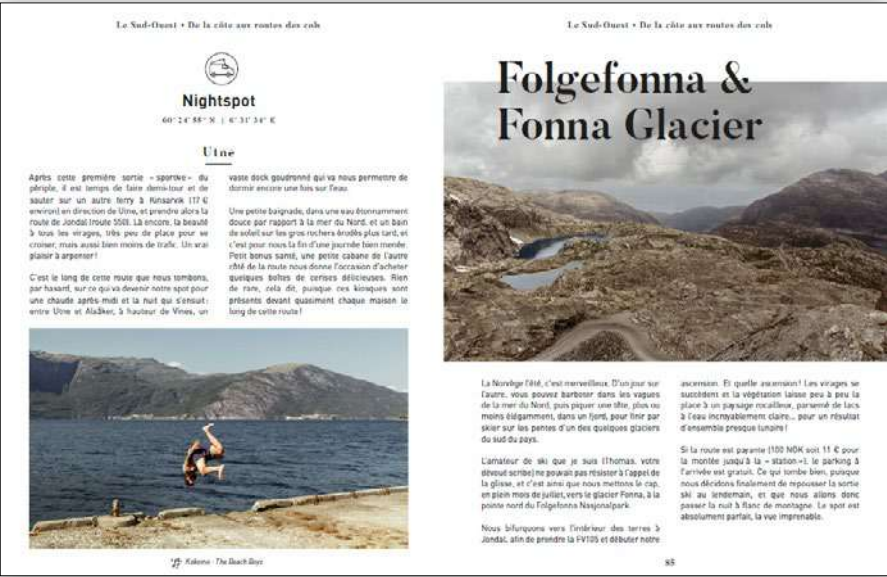 Le Sud-Ouest • De la côte aux routes des cols
Nightspot
60° 24' 55" N | 6° 31' 34" E
Utne
Après cette première sortie « sportive » du
périple, il est temps de faire demi-tour et de
sauter sur un autre ferry à Kinsarvik (17 €
environ) en direction de Utne, et prendre alors la
route de Jondal (route 550). Là encore, la beauté
à tous les virages, très peu de place pour se
croiser, mais aussi bien moins de trafic. Un vrai
plaisir à arpenter !
C'est le long de cette route que nous tombons,
par hasard, sur ce qui va devenir notre spot pour
une chaude après-midi et la nuit qui s'ensuit :
entre Utne et Alsåker, à hauteur de Vines, un
vaste dock goudronné qui va nous permettre de
dormir encore une fois sur l'eau.
Une petite baignade, dans une eau étonnamment
douce par rapport à la mer du Nord, et un bain
de soleil sur les gros rochers érodés plus tard, et
c'est pour nous la fin d'une journée bien menée.
Petit bonus santé, une petite cabane de l'autre
côté de la route nous donne l'occasion d'acheter
quelques boîtes de cerises délicieuses. Rien
de rare, cela dit, puisque ces kiosques sont
présents devant quasiment chaque maison le
long de cette route !
Kokomo - The Beach Boys
Le Sud-Ouest • De la côte aux routes des cols
Folgefonna &
Fonna Glacier
La Norvège l'été, c'est merveilleux. D'un jour sur
l'autre, vous pouvez barboter dans les vagues
de la mer du Nord, puis piquer une tête, plus ou
moins élégamment, dans un fjord, pour finir par
skier sur les pentes d'un des quelques glaciers
du sud du pays.
L'amateur de ski que je suis (Thomas, votre
dévoué scribe) ne pouvait pas résister à l'appel de
la glisse, et c'est ainsi que nous mettons le cap,
en plein mois de juillet, vers le glacier Fonna, à la
pointe nord du Folgefonna Nasjonalpark.
Nous bifurquons vers l'intérieur des terres à
Jondal, afin de prendre la FV105 et débuter notre
ascension. Et quelle ascension ! Les virages se
succèdent et la végétation laisse peu à peu la
place à un paysage rocailleux, parsemé de lacs
à l'eau incroyablement claire... pour un résultat
d'ensemble presque lunaire !
Si la route est payante (100 NOK soit 11 € pour
la montée jusqu'à la « station »), le parking à
l'arrivée est gratuit. Ce qui tombe bien, puisque
nous décidons finalement de repousser la sortie
ski au lendemain, et que nous allons donc
passer la nuit à flanc de montagne. Le spot est
absolument parfait, la vue imprenable.
85